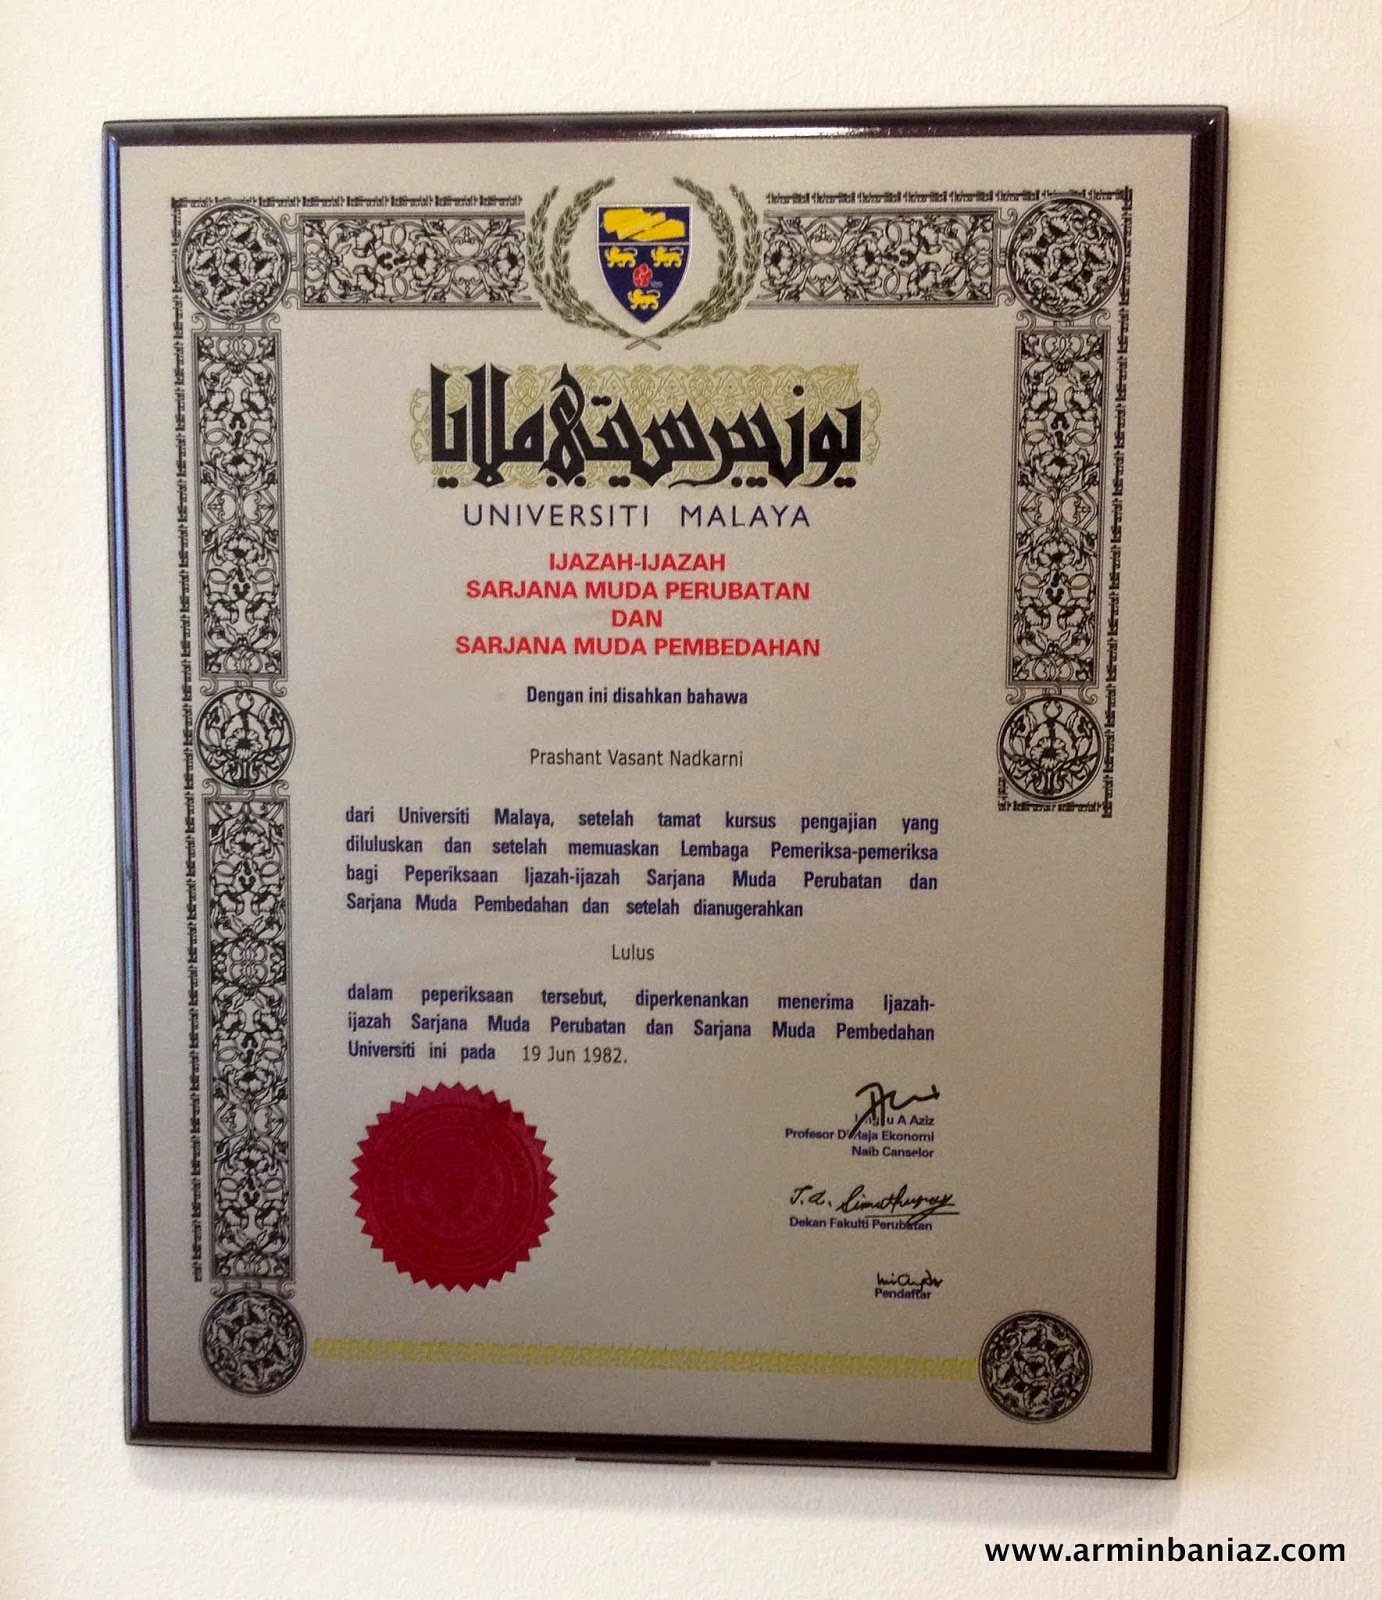 يونيبرسيتي ملايا
UNIVERSITI MALAYA
IJAZAH-IJAZAH
SARJANA MUDA PERUBATAN
DAN
SARJANA MUDA PEMBEDAHAN
Dengan ini disahkan bahawa
Prashant Vasant Nadkarni
dari Universiti Malaya, setelah tamat kursus pengajian yang
diluluskan dan setelah memuaskan Lembaga Pemeriksa-pemeriksa
bagi Peperiksaan Ijazah-ijazah Sarjana Muda Perubatan dan
Sarjana Muda Pembedahan dan setelah dianugerahkan
Lulus
dalam peperiksaan tersebut, diperkenankan menerima Ijazah-
ijazah Sarjana Muda Perubatan dan Sarjana Muda Pembedahan
Universiti ini pada 19 Jun 1982.
A Aziz
Profesor Ekonomi
Naib Canselor
Dekan Fakulti Perubatan
Pendaftar
www.arminbaniaz.com